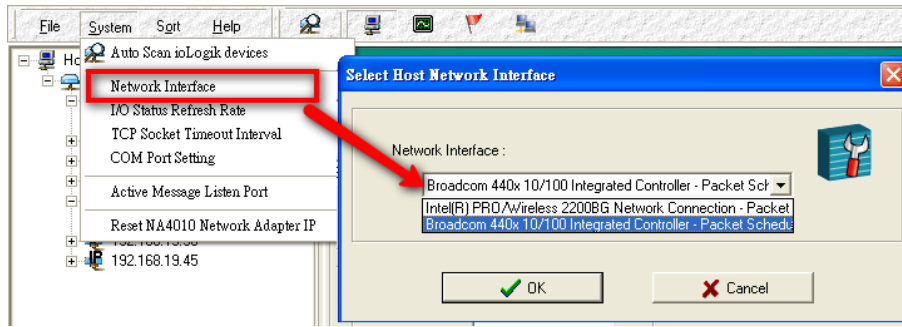 File System Sort Help
Auto Scan ioLogik devices
Network Interface
I/O Status Refresh Rate
TCP Socket Timeout Interval
COM Port Setting
Active Message Listen Port
Reset NA4010 Network Adapter IP
192.168.19.45
Select Host Network Interface
Network Interface :
Broadcom 440x 10/100 Integrated Controller - Packet
Intel(R) PRO/Wireless 2200BG Network Connection - Packet
Broadcom 440x 10/100 Integrated Controller - Packet Schedu
OK
Cancel